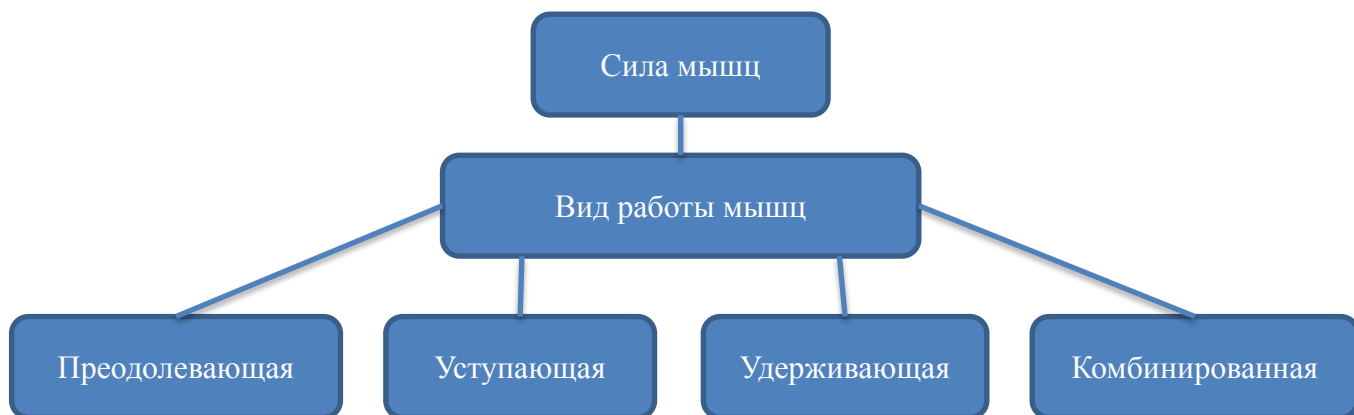 Сила мышц
Вид работы мышц
Преодолевающая
Уступающая
Удерживающая
Комбинированная